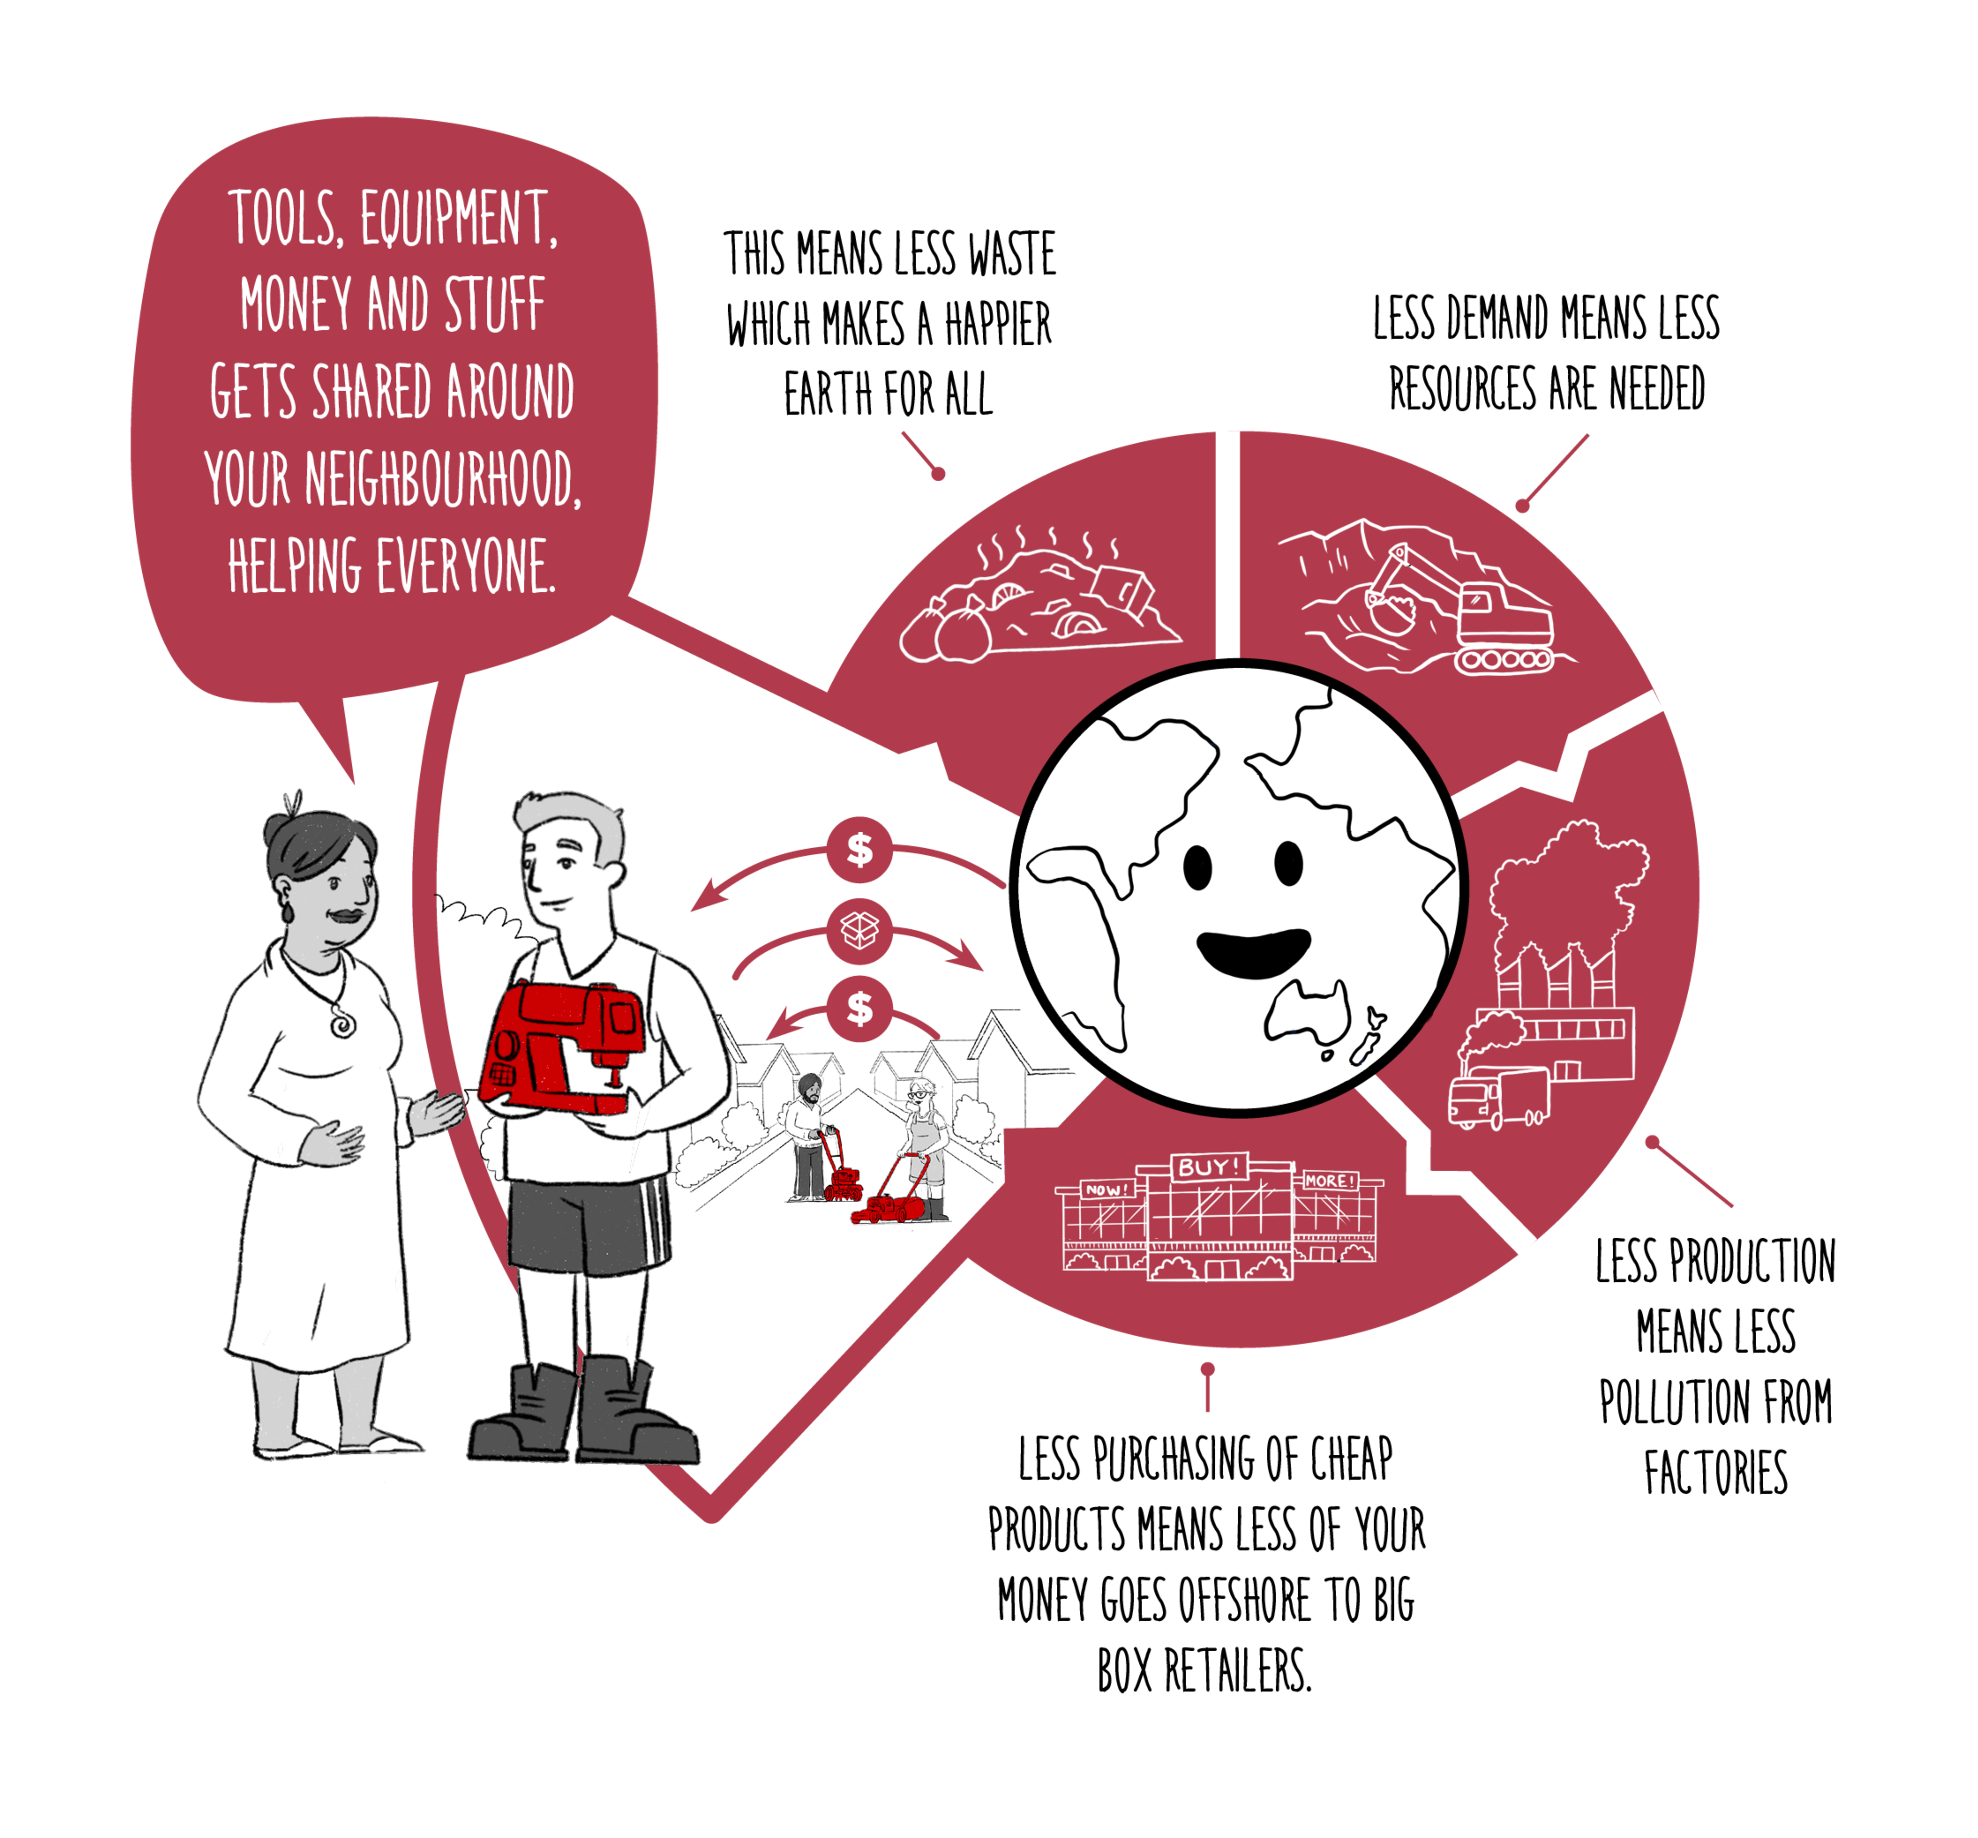 TOOLS, EQUIPMENT,
MONEY AND STUFF
GETS SHARED AROUND
YOUR NEIGHBOURHOOD,
HELPING EVERYONE.
THIS MEANS LESS WASTE
WHICH MAKES A HAPPIER
EARTH FOR ALL
LESS DEMAND MEANS LESS
RESOURCES ARE NEEDED
$
$
NOW!
BUY!
MORE!
LESS PRODUCTION
MEANS LESS
POLLUTION FROM
FACTORIES
LESS PURCHASING OF CHEAP
PRODUCTS MEANS LESS OF YOUR
MONEY GOES OFFSHORE TO BIG
BOX RETAILERS.